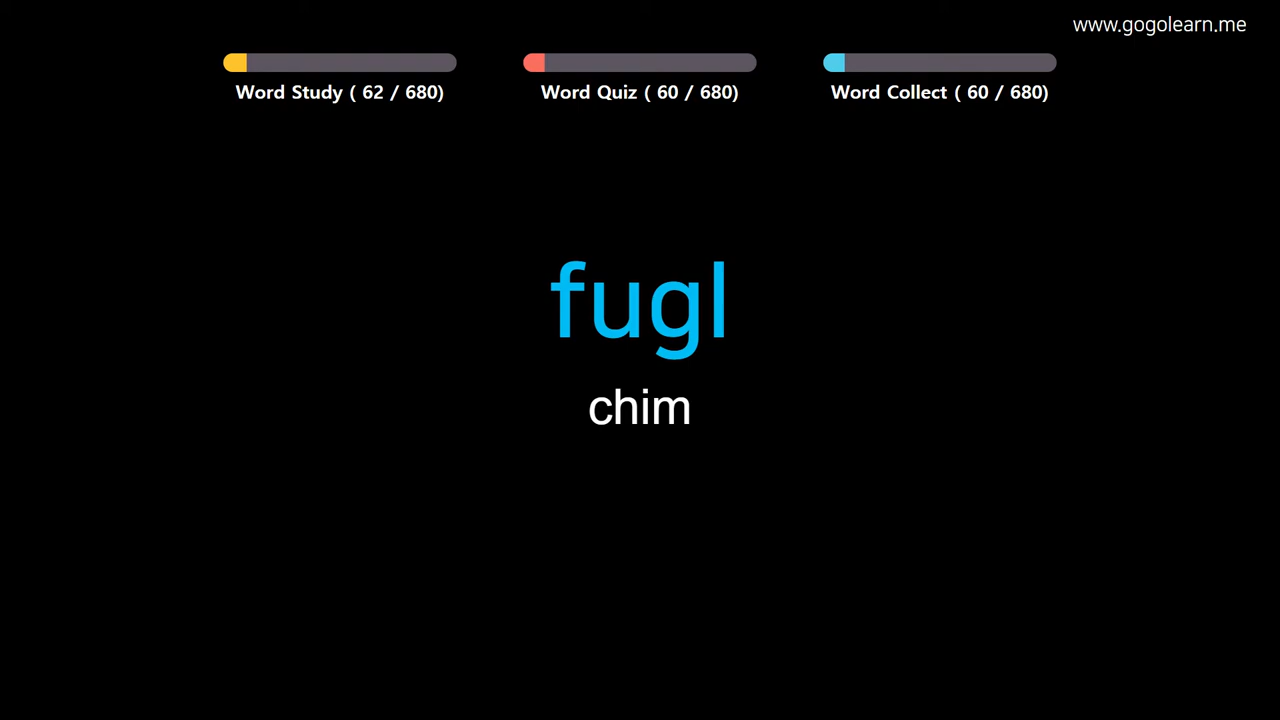 www.gogolearn.me
Word Study ( 62 / 680)
Word Quiz ( 60 / 680)
Word Collect ( 60 / 680)
fugl
chim